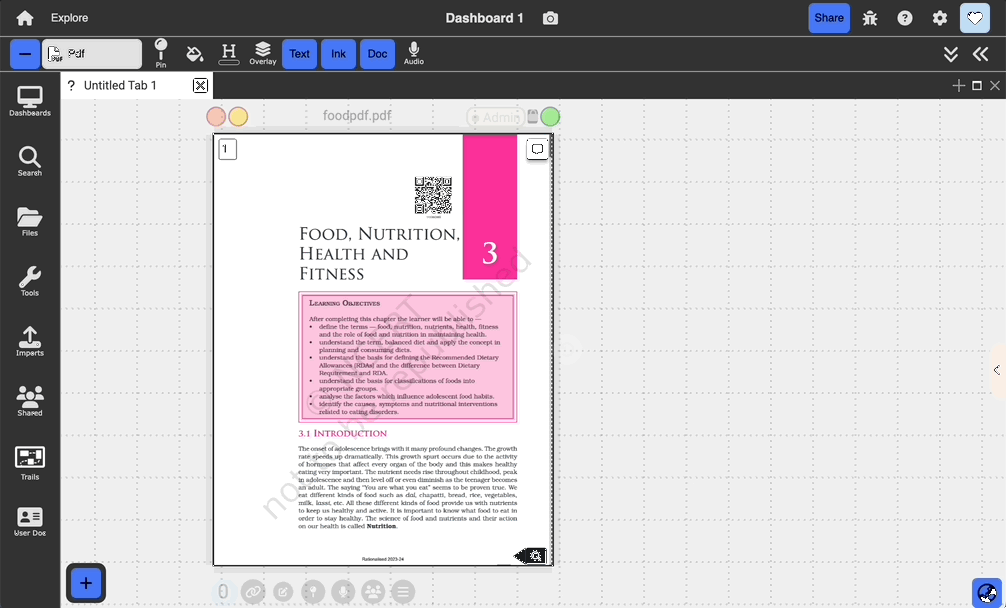 Explore
Dashboard 1
Share
Pdf
Pin
H
Overlay
Text
Ink
Doc
Audio
? Untitled Tab 1
Dashboards
Search
Files
Tools
Imports
Shared
Trails
User Doc
foodpdf.pdf
Admin
1
3
FOOD, NUTRITION,
HEALTH AND
FITNESS
LEARNING OBJECTIVES
After completing this chapter the learner will be able to —
• define the terms — food, nutrition, nutrients, health, fitness
and the role of food and nutrition in maintaining health.
• understand the term, balanced diet and apply the concept in
planning and consuming diets.
• understand the basis for defining the Recommended Dietary
Allowances (RDAs) and the difference between Dietary
Requirement and RDA.
• understand the basis for classifications of foods into
appropriate groups.
• analyse the factors which influence adolescent food habits.
• identify the causes, symptoms and nutritional interventions
related to eating disorders.
3.1 INTRODUCTION
The onset of adolescence brings with it many profound changes. The growth
rate speeds up dramatically. This growth spurt occurs due to the activity
of hormones that affect every organ of the body and this makes healthy
eating very important. The nutrient needs rise throughout childhood, peak
in adolescence and then level off or even diminish as the teenager becomes
an adult. The saying "You are what you eat" seems to be proven true. We
eat different kinds of food such as dal, chapatti, bread, rice, vegetables,
milk, lassi, etc. All these different kinds of food provide us with nutrients
to keep us healthy and active. It is important to know what food to eat in
order to stay healthy. The science of food and nutrients and their action
on our health is called Nutrition.
Rationalised 2023-24